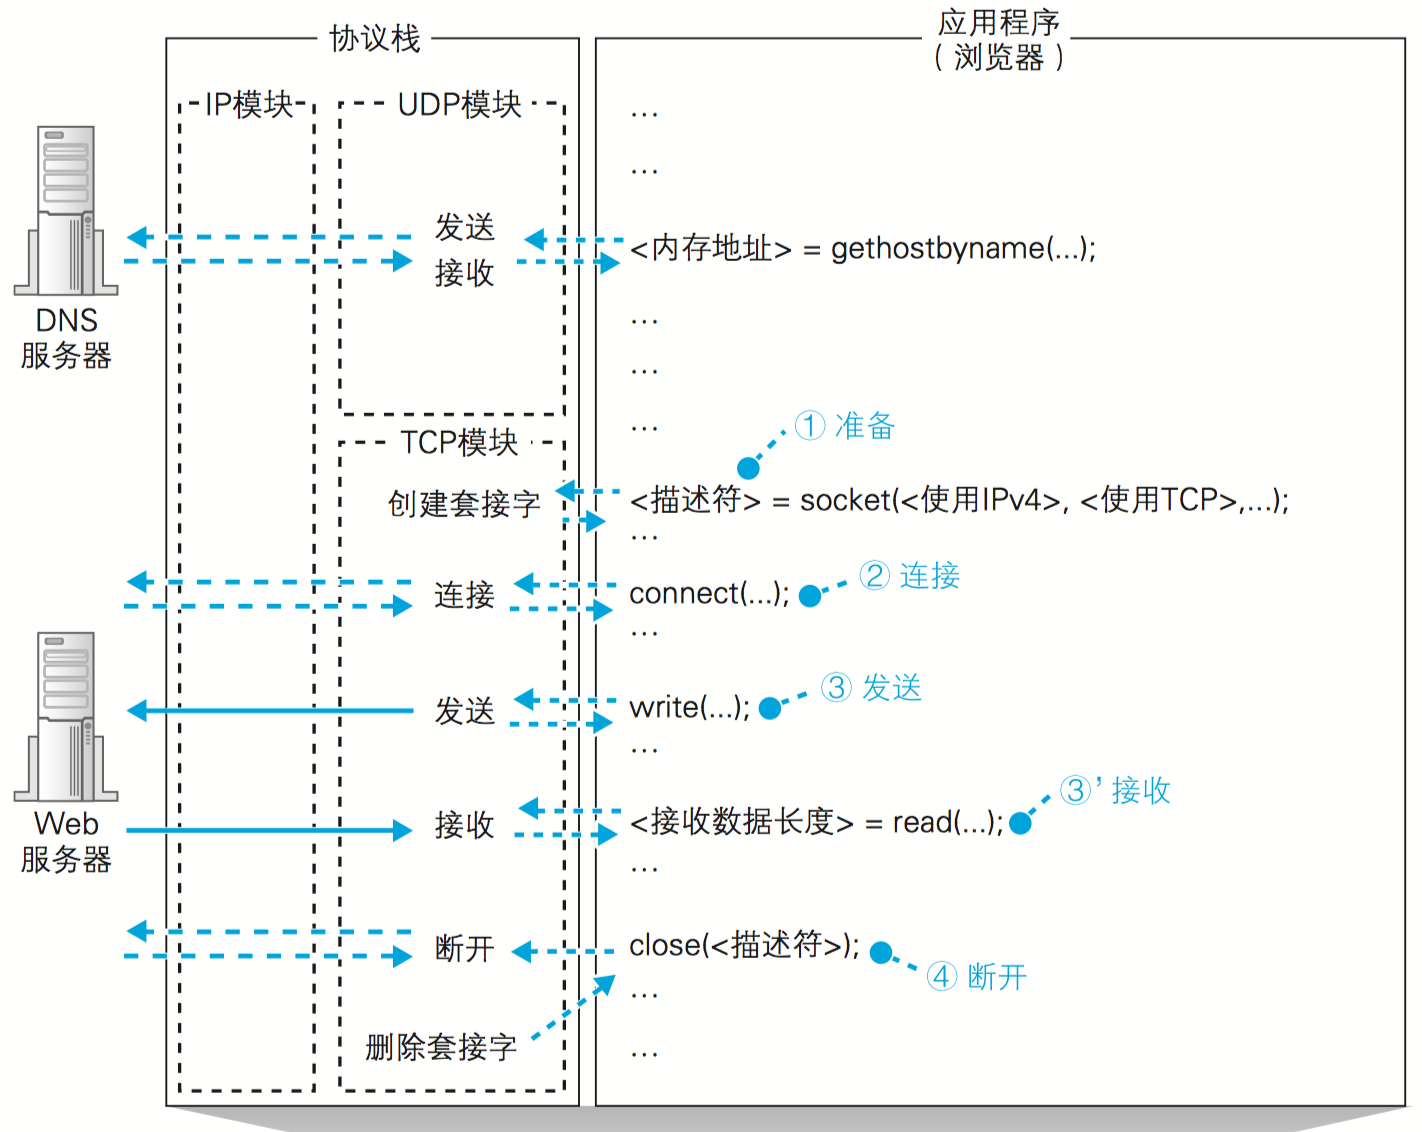 协议栈
应用程序
（浏览器）
IP模块
UDP模块
…
…
发送
接收
<内存地址> = gethostbyname(...);
DNS
服务器
…
…
…
① 准备
TCP模块
创建套接字
<描述符> = socket(<使用IPv4>, <使用TCP>,...);
…
② 连接
连接
connect(...);
…
③ 发送
发送
write(...);
…
③’接收
Web
服务器
接收
<接收数据长度> = read(...);
…
断开
close(<描述符>);
④ 断开
…
删除套接字
…